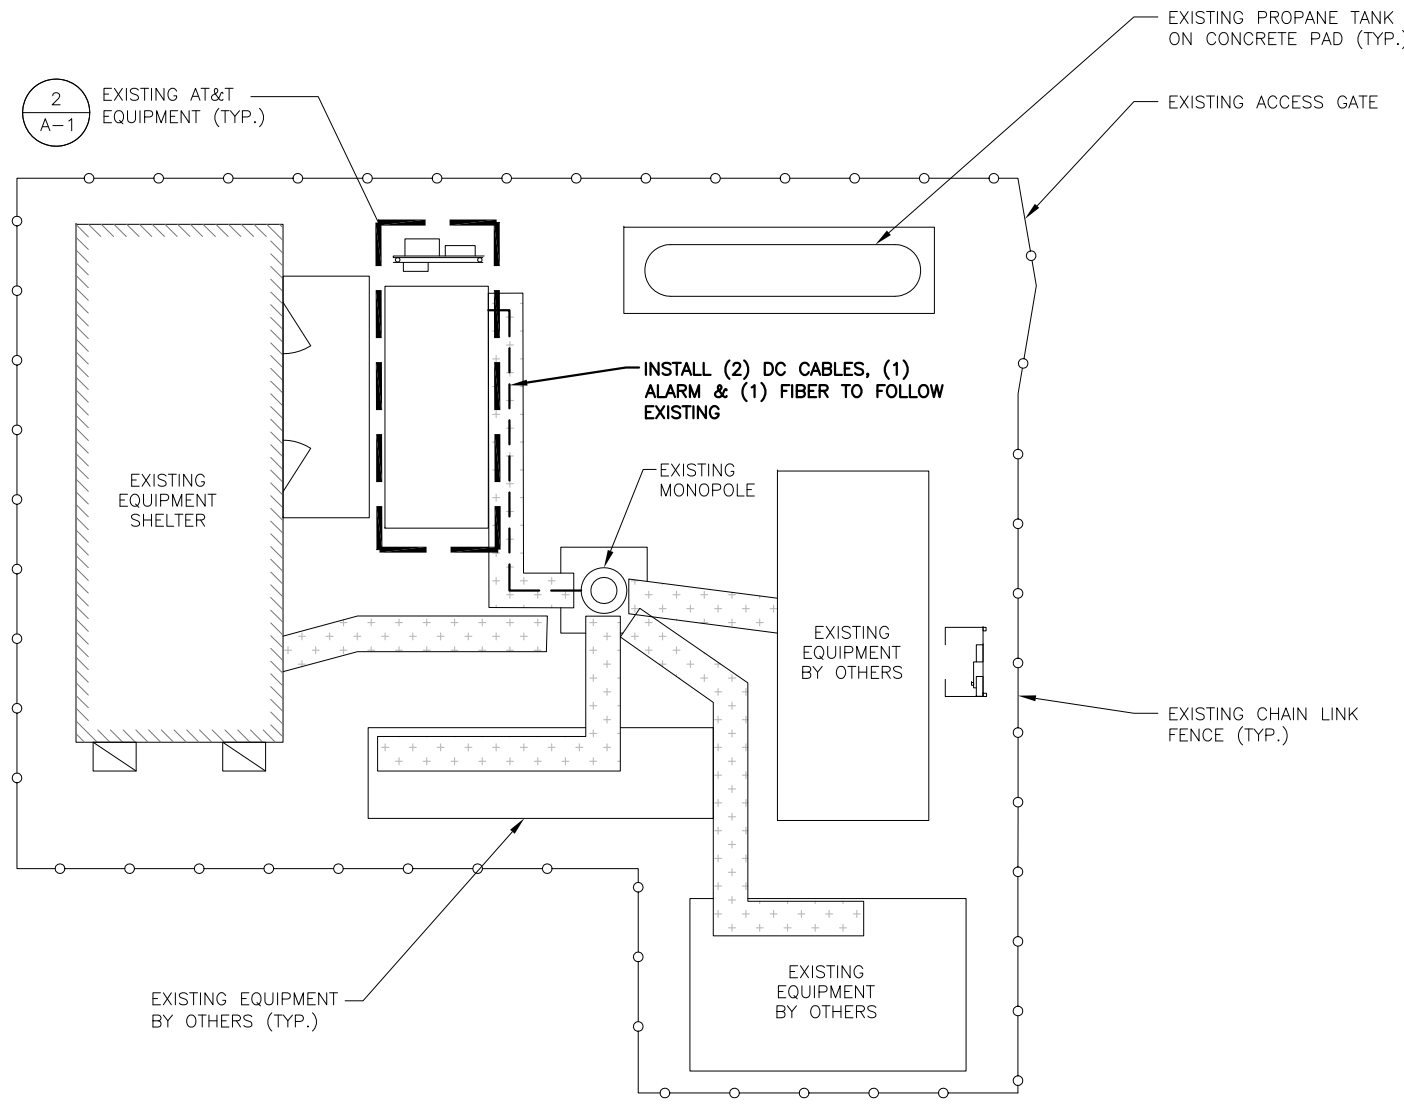 EXISTING PROPANE TANK
ON CONCRETE PAD (TYP.)
2
A-1
EXISTING AT&T
EQUIPMENT (TYP.)
EXISTING ACCESS GATE
INSTALL (2) DC CABLES, (1)
ALARM & (1) FIBER TO FOLLOW
EXISTING
EXISTING
MONOPOLE
EXISTING
EQUIPMENT
SHELTER
EXISTING
EQUIPMENT
BY OTHERS
EXISTING CHAIN LINK
FENCE (TYP.)
EXISTING
EQUIPMENT
BY OTHERS
EXISTING EQUIPMENT
BY OTHERS (TYP.)